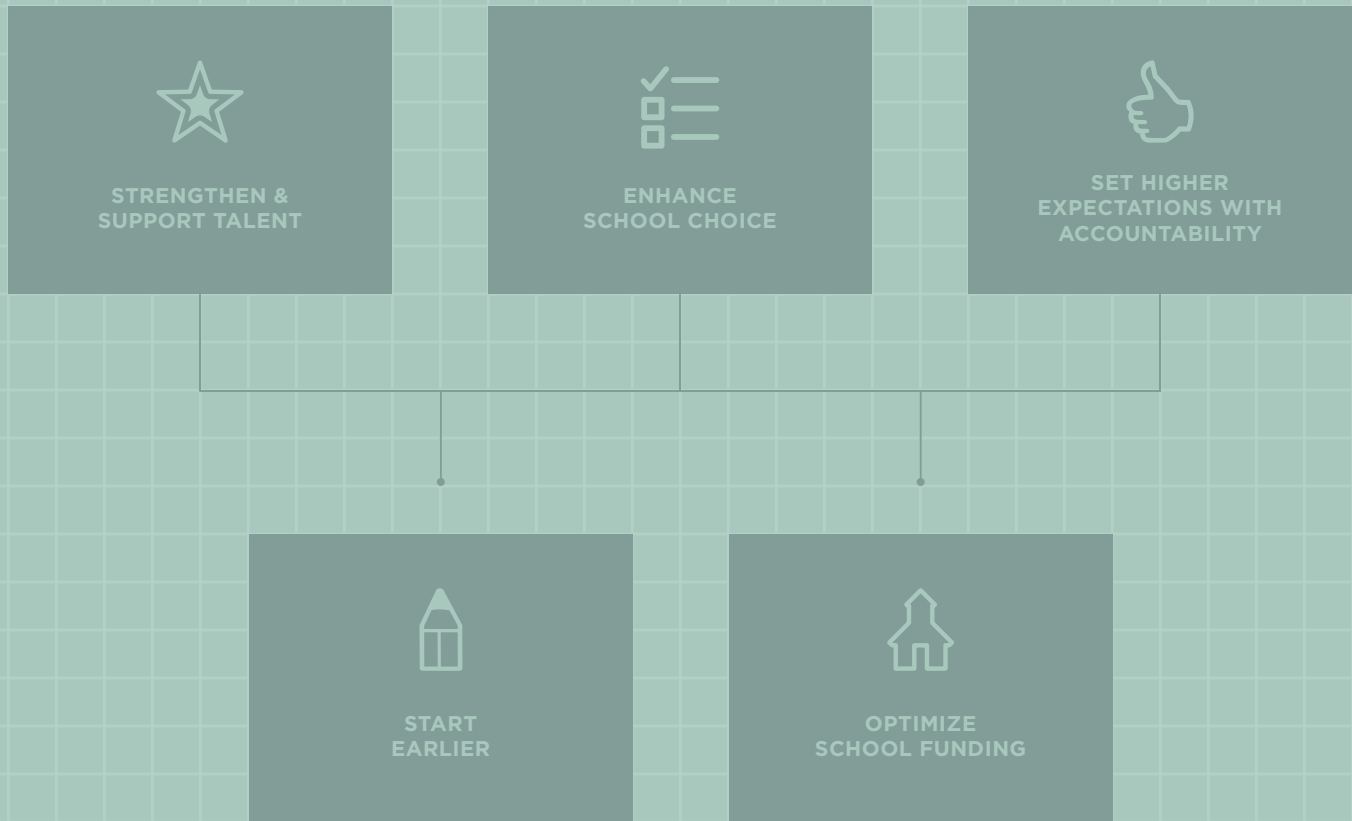 STRENGTHEN &
SUPPORT TALENT
ENHANCE
SCHOOL CHOICE
SET HIGHER
EXPECTATIONS WITH
ACCOUNTABILITY
START
EARLIER
OPTIMIZE
SCHOOL FUNDING